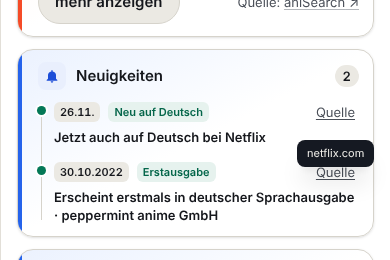 mehr anzeigen
Quelle: aniSearch ↗
Neuigkeiten
2
26.11. Neu auf Deutsch Quelle
Jetzt auch auf Deutsch bei Netflix
netflix.com
30.10.2022 Erstausgabe Quelle
Erscheint erstmals in deutscher Sprachausgabe
· peppermint anime GmbH